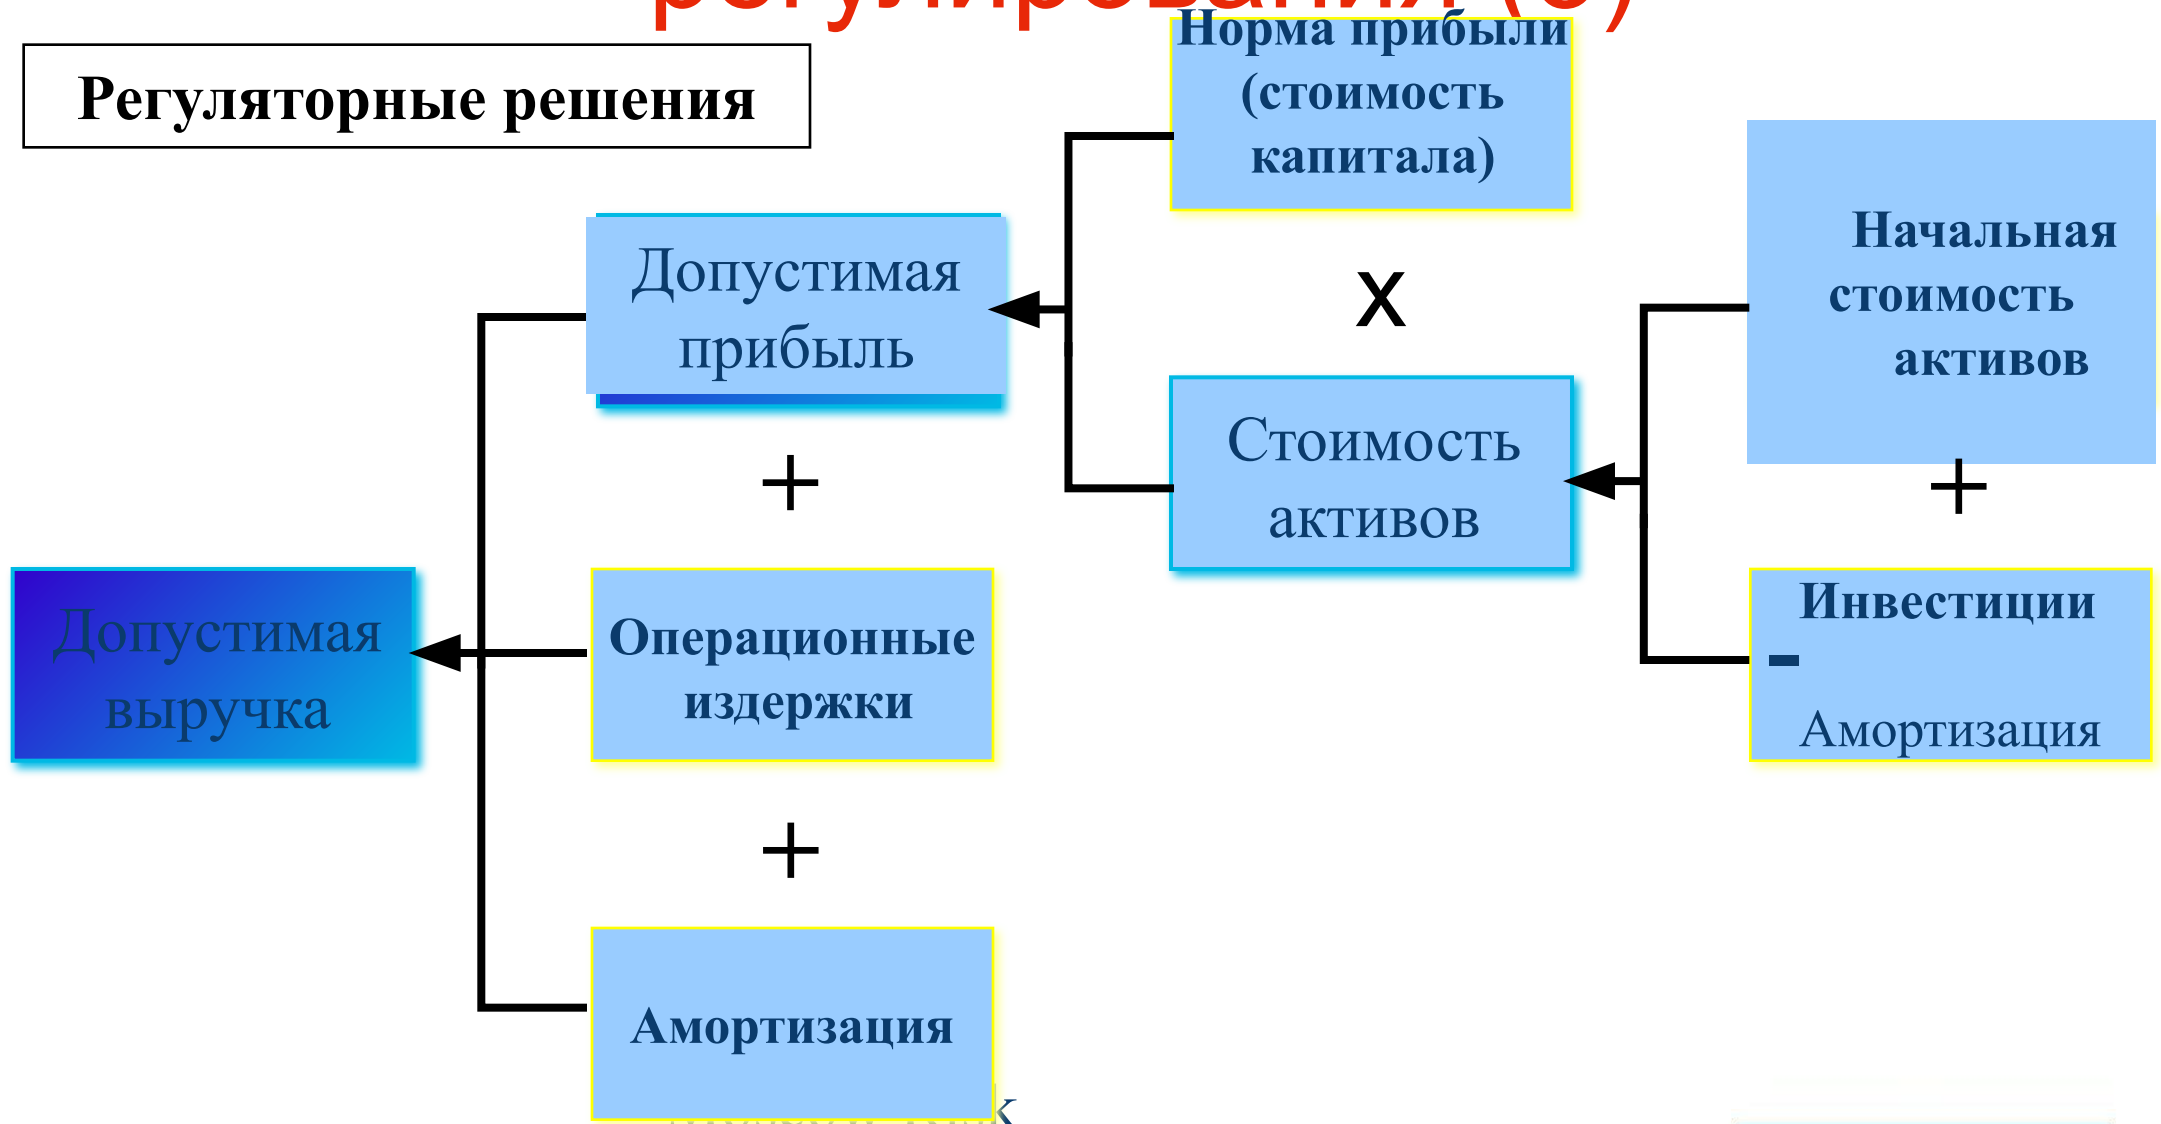 регулирования
Регуляторные решения
Норма прибыли
(стоимость
капитала)
Начальная
стоимость
активов
Допустимая
прибыль
x
Стоимость
активов
+
+
Допустимая
выручка
Операционные
издержки
Инвестиции
-
Амортизация
+
Амортизация